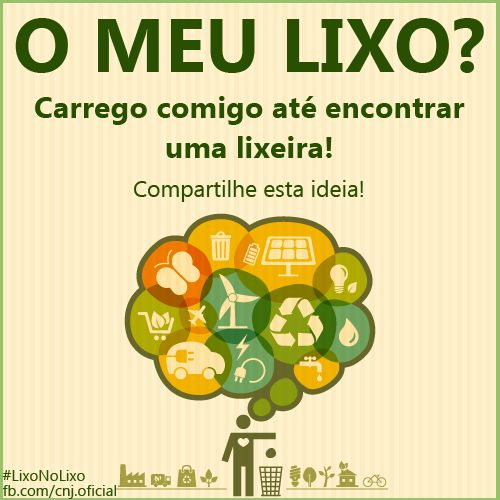 O MEU LIXO?
Carrego comigo até encontrar
uma lixeira!
Compartilhe esta ideia!
#LixoNoLixo
fb.com/cnj.oficial